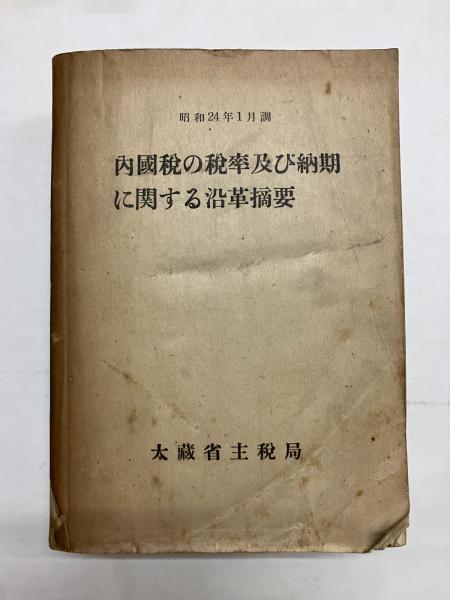 昭和24年1月調
內國稅の稅率及び納期
に関する沿革摘要
大藏省主稅局